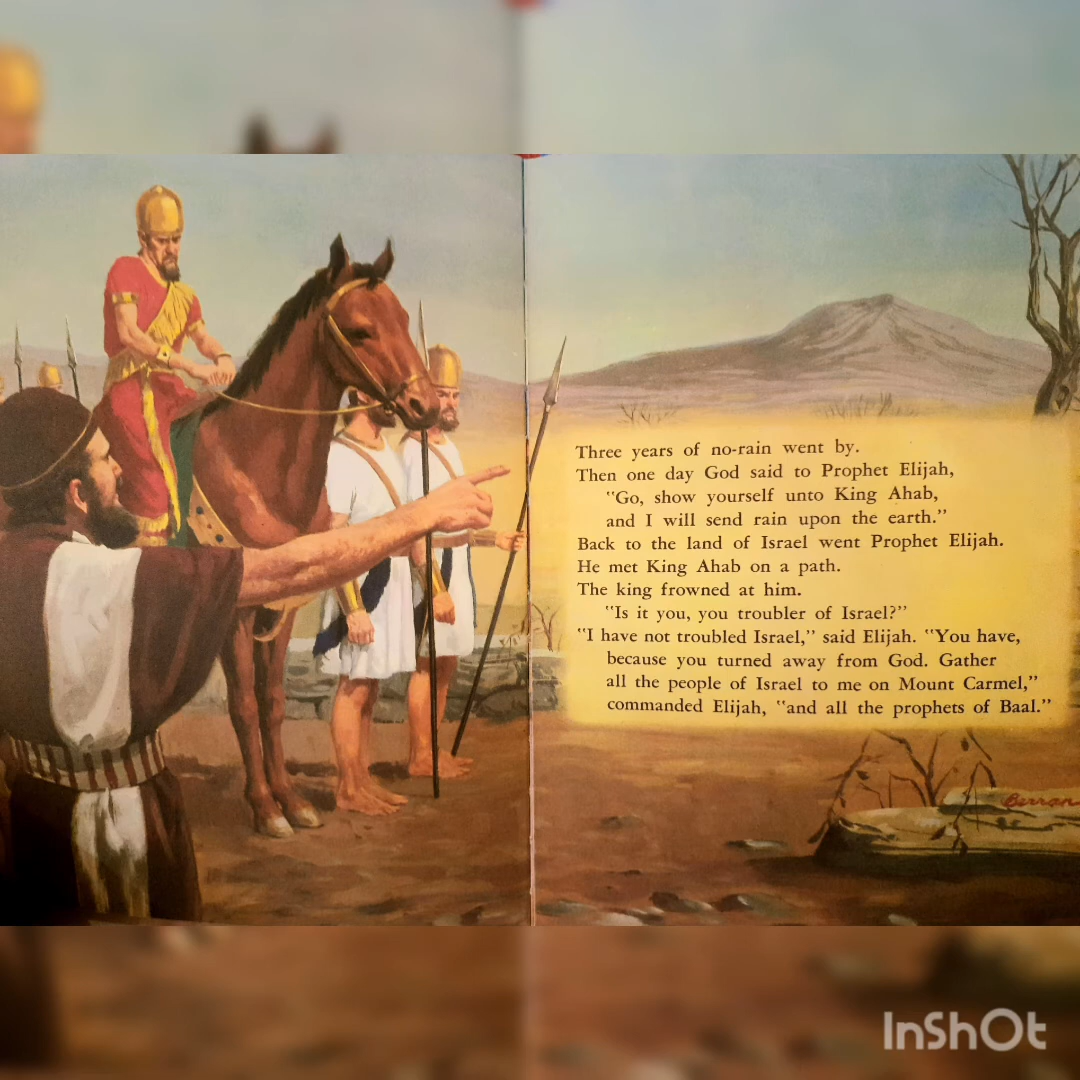 Three years of no-rain went by.
Then one day God said to Prophet Elijah,
"Go, show yourself unto King Ahab,
and I will send rain upon the earth."
Back to the land of Israel went Prophet Elijah.
He met King Ahab on a path.
The king frowned at him.
"Is it you, you troubler of Israel?"
"I have not troubled Israel," said Elijah. "You have,
because you turned away from God. Gather
all the people of Israel to me on Mount Carmel,"
commanded Elijah, "and all the prophets of Baal."
Berran
InShOt